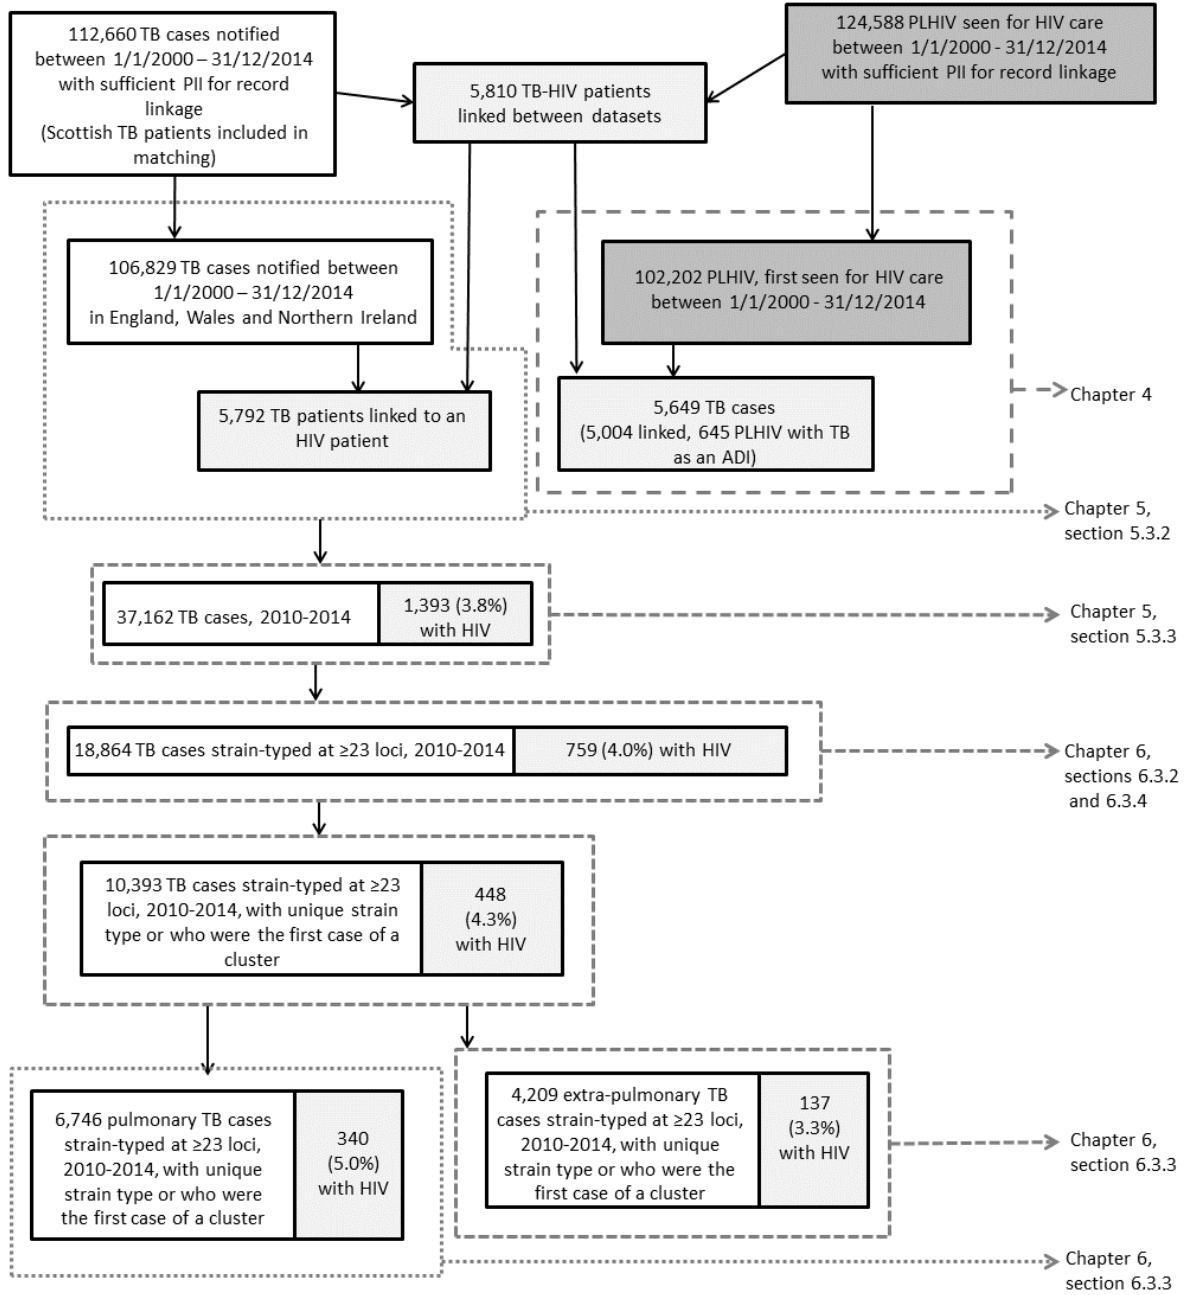 112,660 TB cases notified
between 1/1/2000 – 31/12/2014
with sufficient PII for record
linkage
(Scottish TB patients included in
matching)
5,810 TB-HIV patients
linked between datasets
124,588 PLHIV seen for HIV care
between 1/1/2000 - 31/12/2014
with sufficient PII for record linkage
106,829 TB cases notified between
1/1/2000 – 31/12/2014
in England, Wales and Northern Ireland
102,202 PLHIV, first seen for HIV care
between 1/1/2000 - 31/12/2014
5,792 TB patients linked to an
HIV patient
5,649 TB cases
(5,004 linked, 645 PLHIV with TB
as an ADI)
Chapter 4
Chapter 5,
section 5.3.2
37,162 TB cases, 2010-2014
1,393 (3.8%)
with HIV
Chapter 5,
section 5.3.3
18,864 TB cases strain-typed at ≥23 loci, 2010-2014
759 (4.0%) with HIV
Chapter 6,
sections 6.3.2
and 6.3.4
10,393 TB cases strain-typed at ≥23
loci, 2010-2014, with unique strain
type or who were the first case of a
cluster
448
(4.3%)
with HIV
6,746 pulmonary TB cases
strain-typed at ≥23 loci,
2010-2014, with unique
strain type or who were
the first case of a cluster
340
(5.0%)
with HIV
4,209 extra-pulmonary TB
cases strain-typed at ≥23 loci,
2010-2014, with unique
strain type or who were the
first case of a cluster
137
(3.3%)
with HIV
Chapter 6,
section 6.3.3
Chapter 6,
section 6.3.3